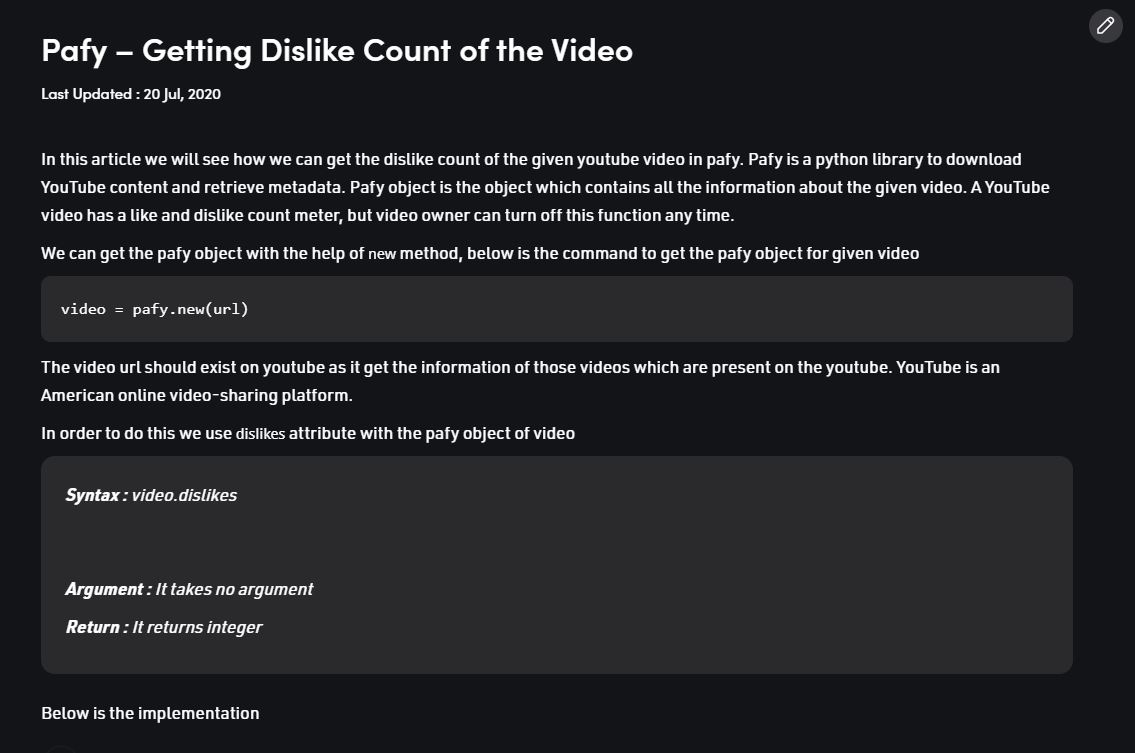 Pafy – Getting Dislike Count of the Video
Last Updated : 20 Jul, 2020
In this article we will see how we can get the dislike count of the given youtube video in pafy. Pafy is a python library to download
YouTube content and retrieve metadata. Pafy object is the object which contains all the information about the given video. A YouTube
video has a like and dislike count meter, but video owner can turn off this function any time.
We can get the pafy object with the help of new method, below is the command to get the pafy object for given video
video = pafy.new(url)
The video url should exist on youtube as it get the information of those videos which are present on the youtube. YouTube is an
American online video-sharing platform.
In order to do this we use dislikes attribute with the pafy object of video
Syntax : video.dislikes
Argument : It takes no argument
Return : It returns integer
Below is the implementation